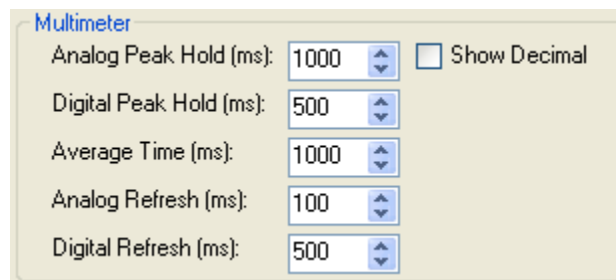 Multimeter
Analog Peak Hold (ms): 1000 Show Decimal
Digital Peak Hold (ms): 500
Average Time (ms): 1000
Analog Refresh (ms): 100
Digital Refresh (ms): 500